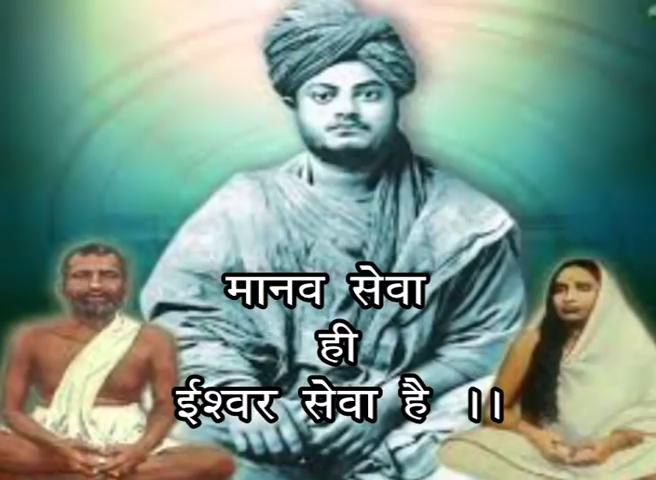 मानव सेवा
ही
ईश्वर सेवा है ।।